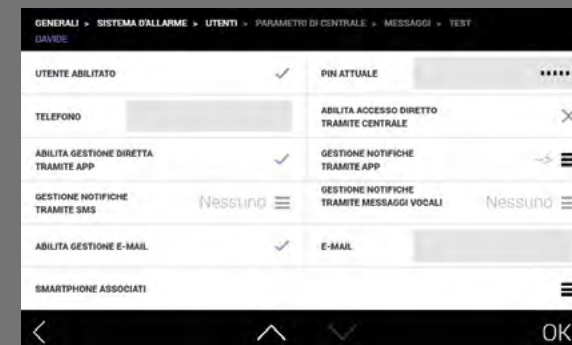 GENERALI > SISTEMA D'ALLARME > UTENTI > PARAMETRI DI CENTRALE > MESSAGGI > TEST
DAVIDE
UTENTE ABILITATO
PIN ATTUALE •••••
TELEFONO
ABILITA ACCESSO DIRETTO
TRAMITE CENTRALE
ABILITA GESTIONE DIRETTA
TRAMITE APP
GESTIONE NOTIFICHE
TRAMITE APP
GESTIONE NOTIFICHE
TRAMITE SMS
Nessuno
GESTIONE NOTIFICHE
TRAMITE MESSAGGI VOCALI
Nessuno
ABILITA GESTIONE E-MAIL
E-MAIL
SMARTPHONE ASSOCIATI
OK